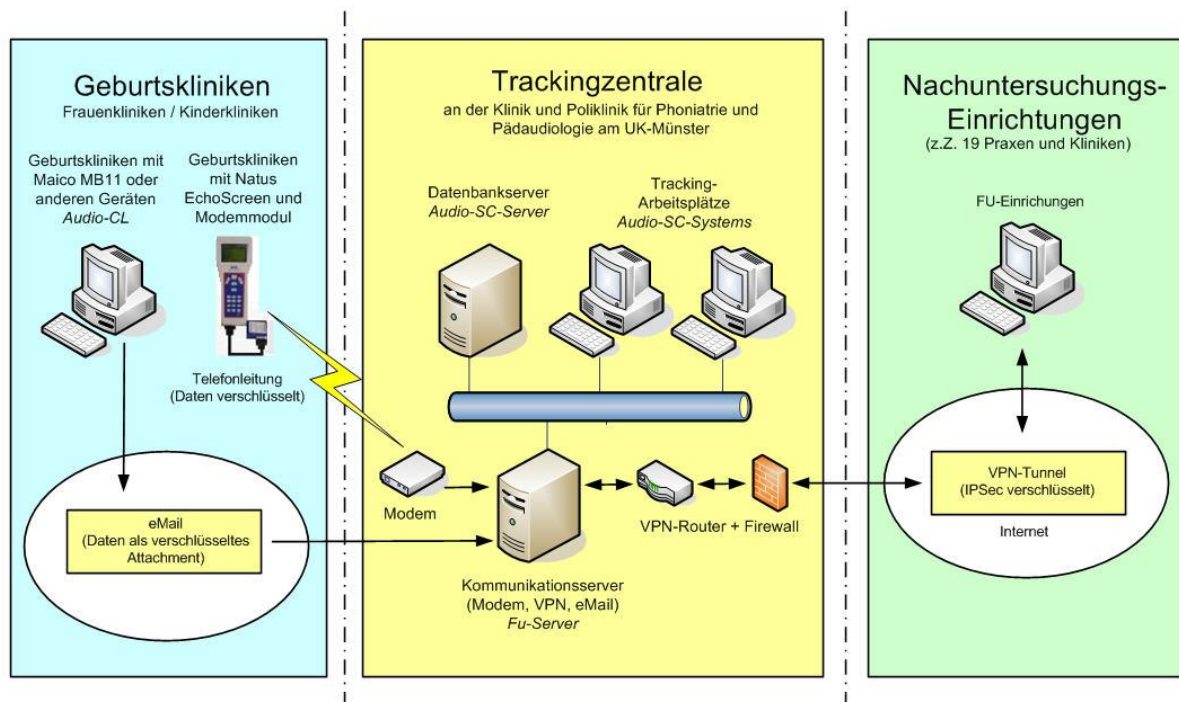 Geburtskliniken
Frauenkliniken / Kinderkliniken
Geburtskliniken mit
Maico MB11 oder
anderen Geräten
Audio-CL
Geburtskliniken
mit Natus
EchoScreen und
Modemmodul
Telefonleitung
(Daten verschlüsselt)
eMail
(Daten als verschlüsseltes
Attachment)
Trackingzentrale
an der Klinik und Poliklinik für Phoniatrie und
Pädaudiologie am UK-Münster
Datenbankserver
Audio-SC-Server
Tracking-
Arbeitsplätze
Audio-SC-Systems
Modem
VPN-Router + Firewall
Kommunikationsserver
(Modem, VPN, eMail)
Fu-Server
Nachuntersuchungs-
Einrichtungen
(z.Z. 19 Praxen und Kliniken)
FU-Einrichungen
VPN-Tunnel
(IPSec verschlüsselt)
Internet